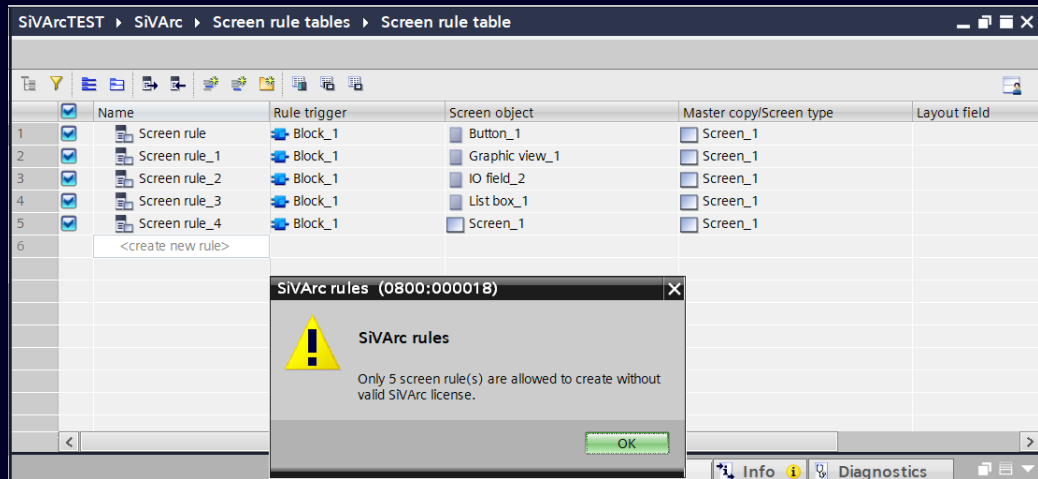 SiVArcTEST ▸ SiVArc ▸ Screen rule tables ▸ Screen rule table
Name Rule trigger Screen object Master copy/Screen type Layout field
1 Screen rule Block_1 Button_1 Screen_1
2 Screen rule_1 Block_1 Graphic view_1 Screen_1
3 Screen rule_2 Block_1 IO field_2 Screen_1
4 Screen rule_3 Block_1 List box_1 Screen_1
5 Screen rule_4 Block_1 Screen_1 Screen_1
6 <create new rule>
SiVArc rules (0800:000018)
SiVArc rules
Only 5 screen rule(s) are allowed to create without
valid SiVArc license.
OK
Info Diagnostics